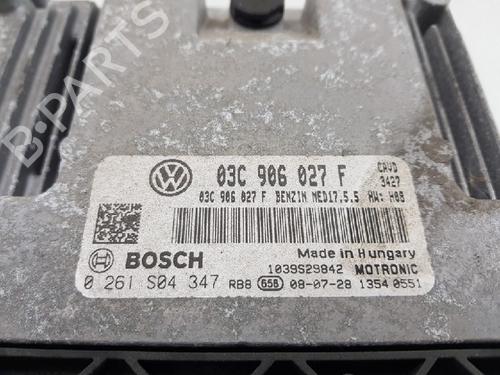 B-PARTS
03C 906 027 F
CAVD
3427
03C 906 027 F BENZIN MED17.5.5 HW: H08
BOSCH
Made in Hungary
1039S29842 MOTRONIC
0 261 S04 347 RB8 658 08-07-28 1354 0551